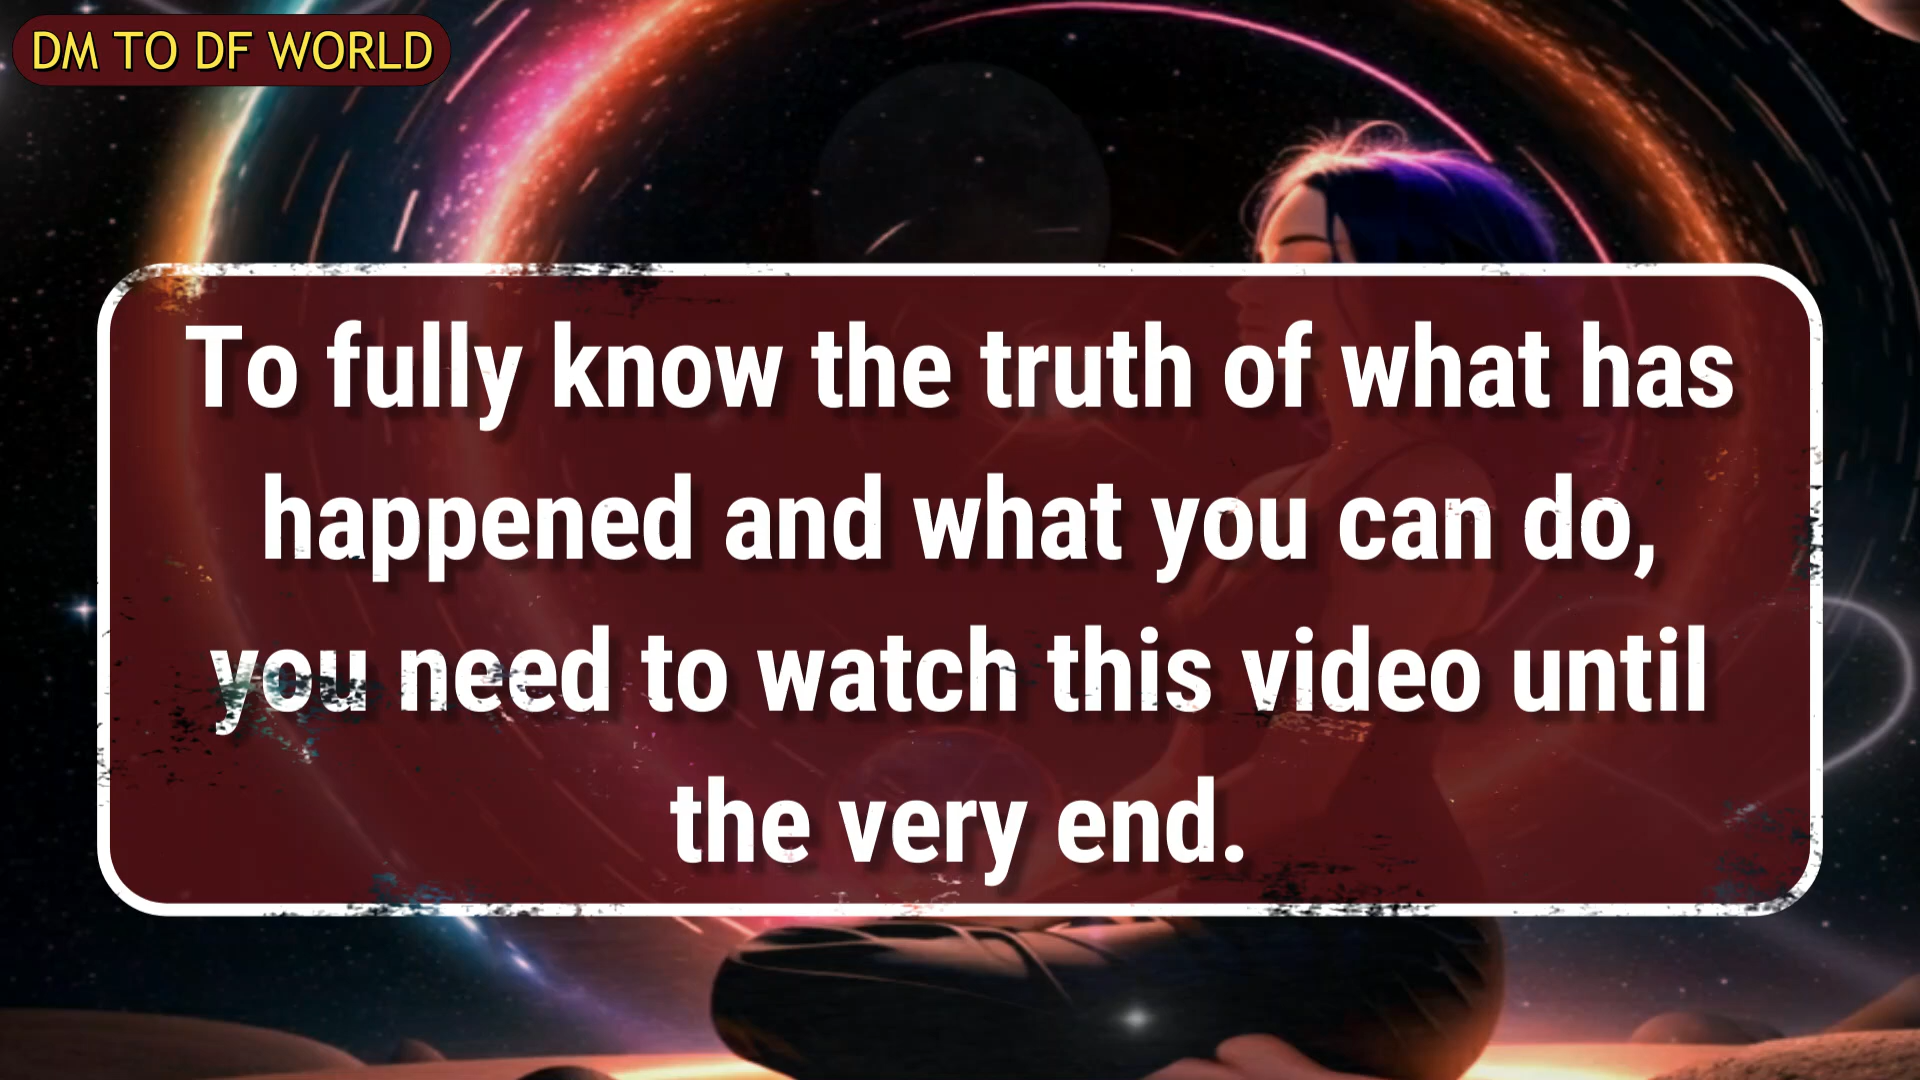 DM TO DF WORLD
To fully know the truth of what has
happened and what you can do,
you need to watch this video until
the very end.